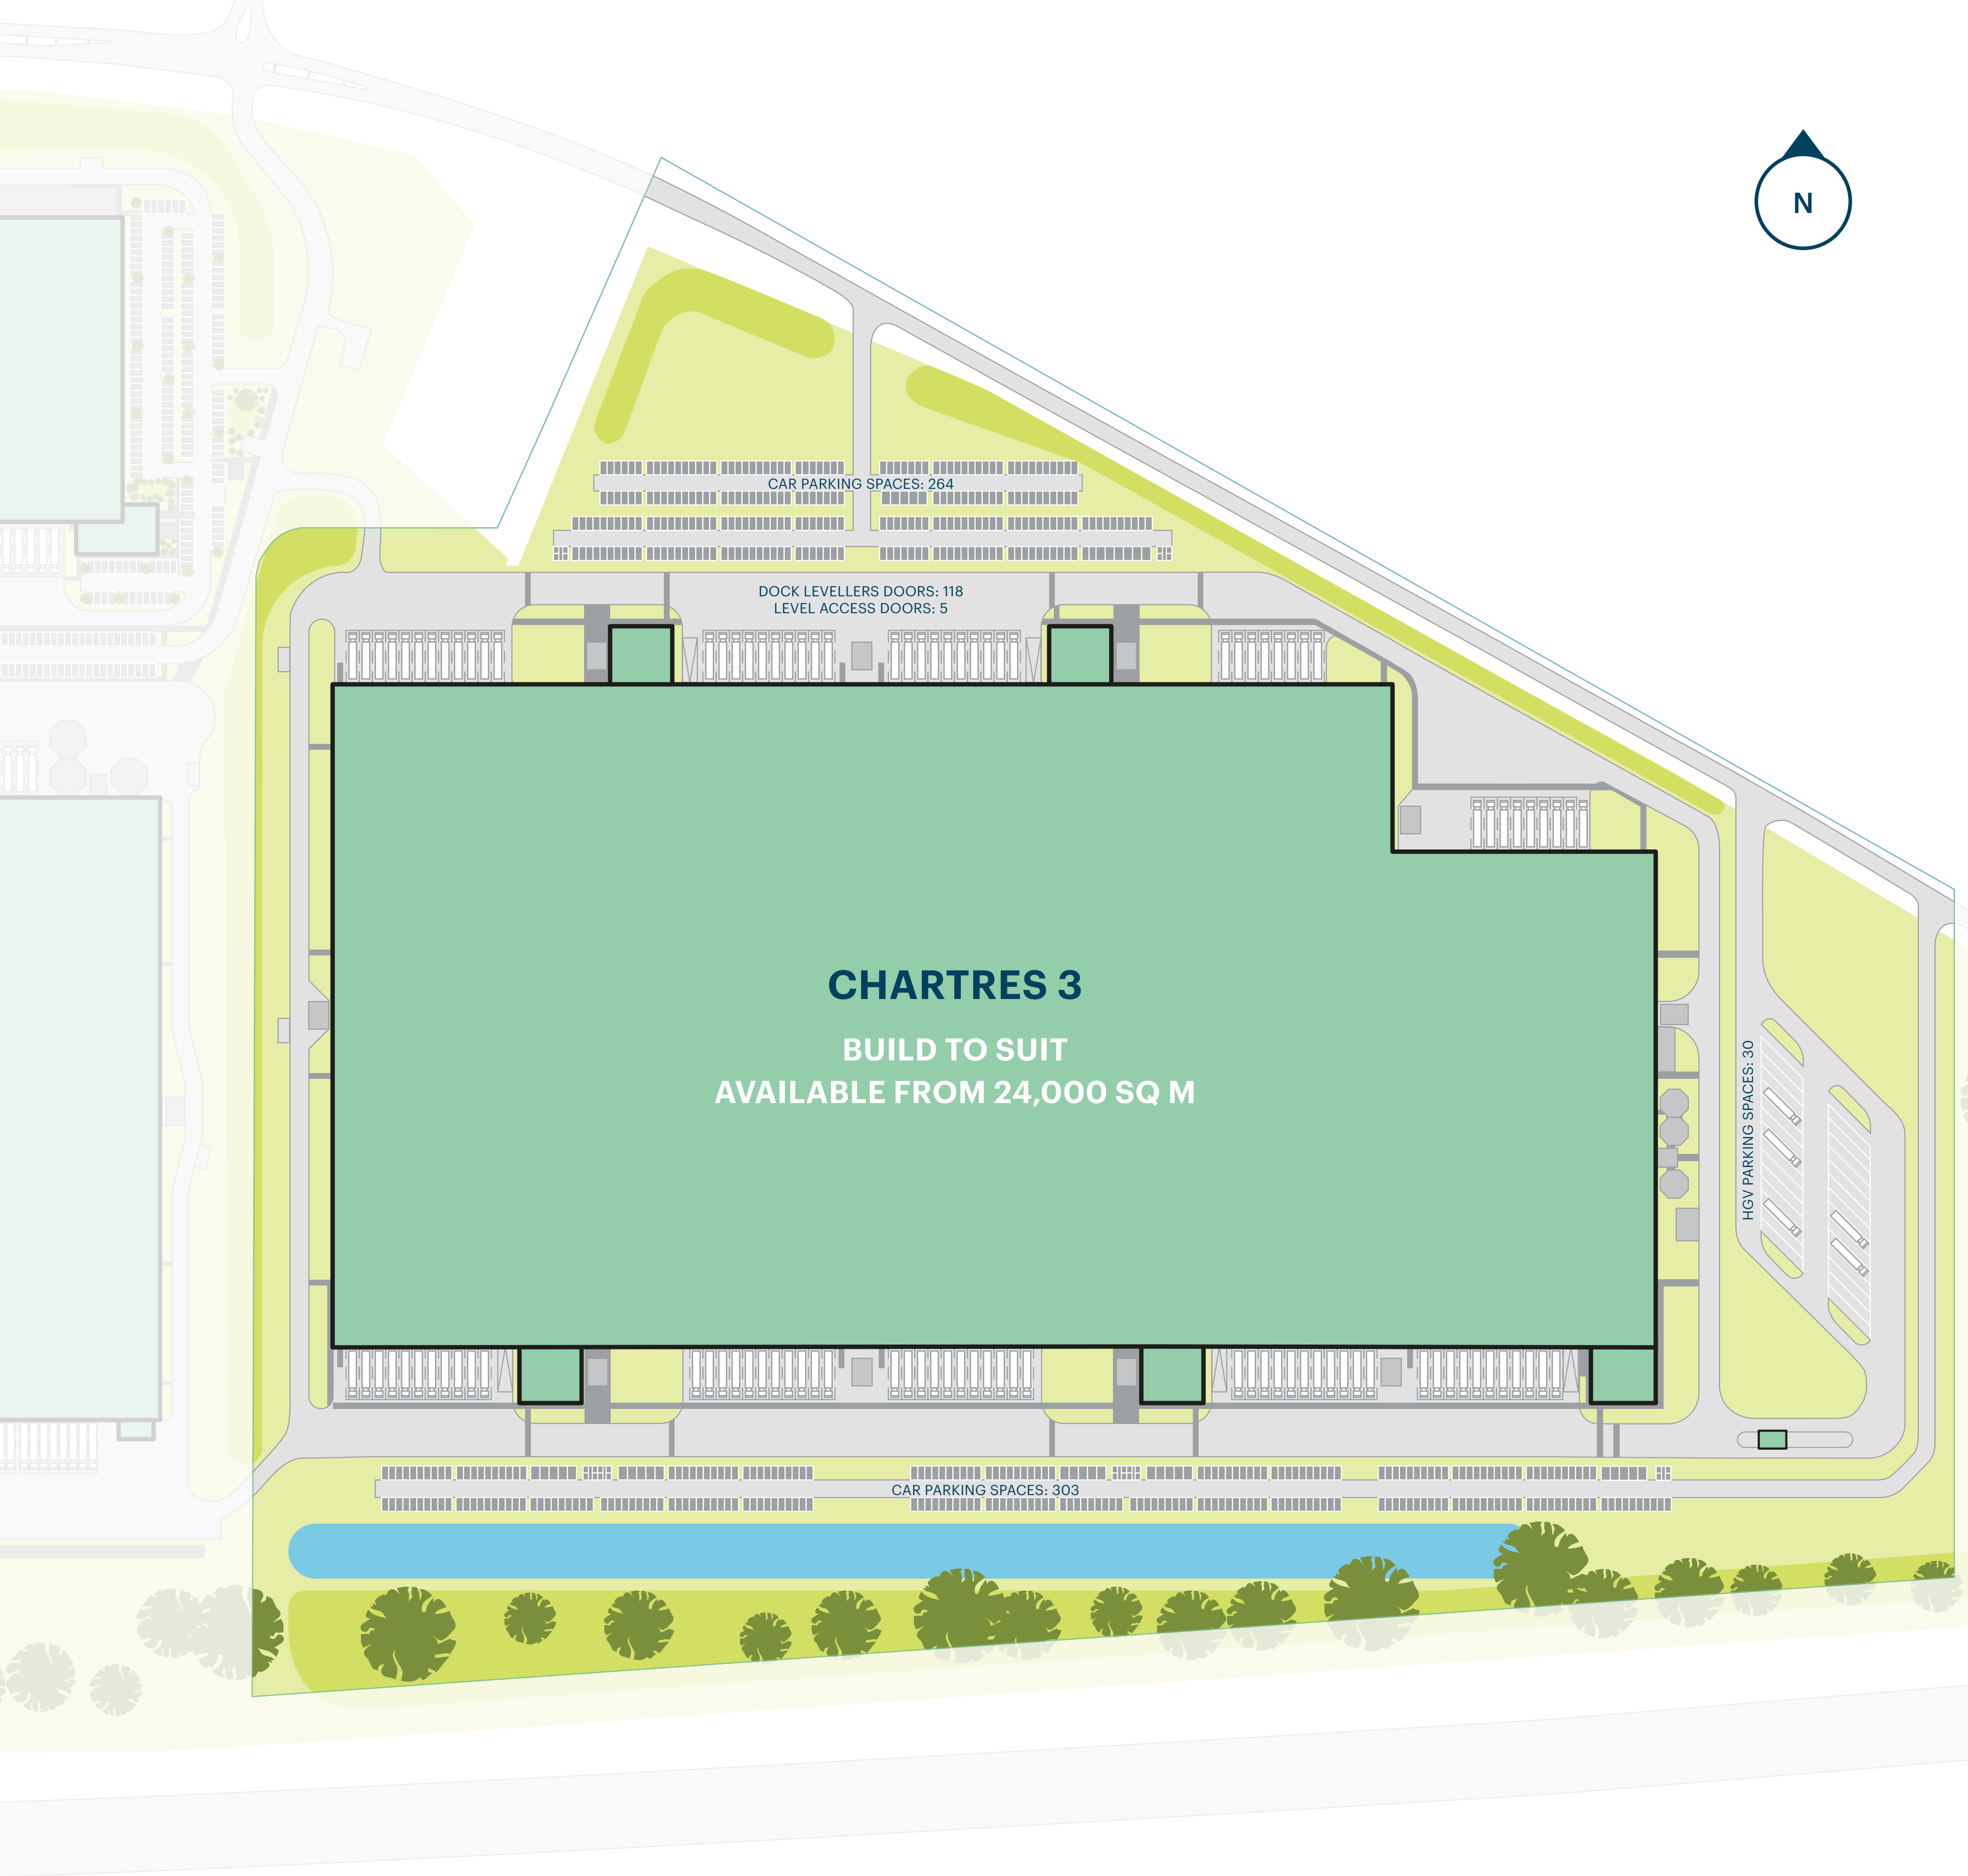 N
CAR PARKING SPACES: 264
DOCK LEVELLERS DOORS: 118
LEVEL ACCESS DOORS: 5
CHARTRES 3
BUILD TO SUIT
AVAILABLE FROM 24,000 SQ M
HGV PARKING SPACES: 30
CAR PARKING SPACES: 303